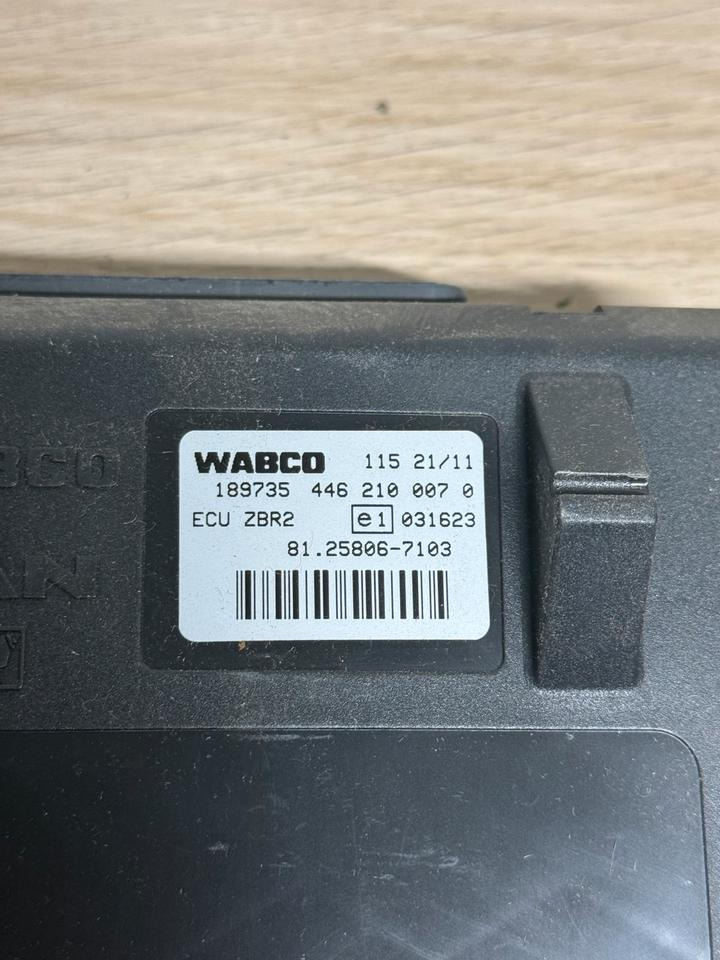 WABCO 115 21/11
189735 446 210 007 0
ECU ZBR2 e1 031623
81.25806-7103